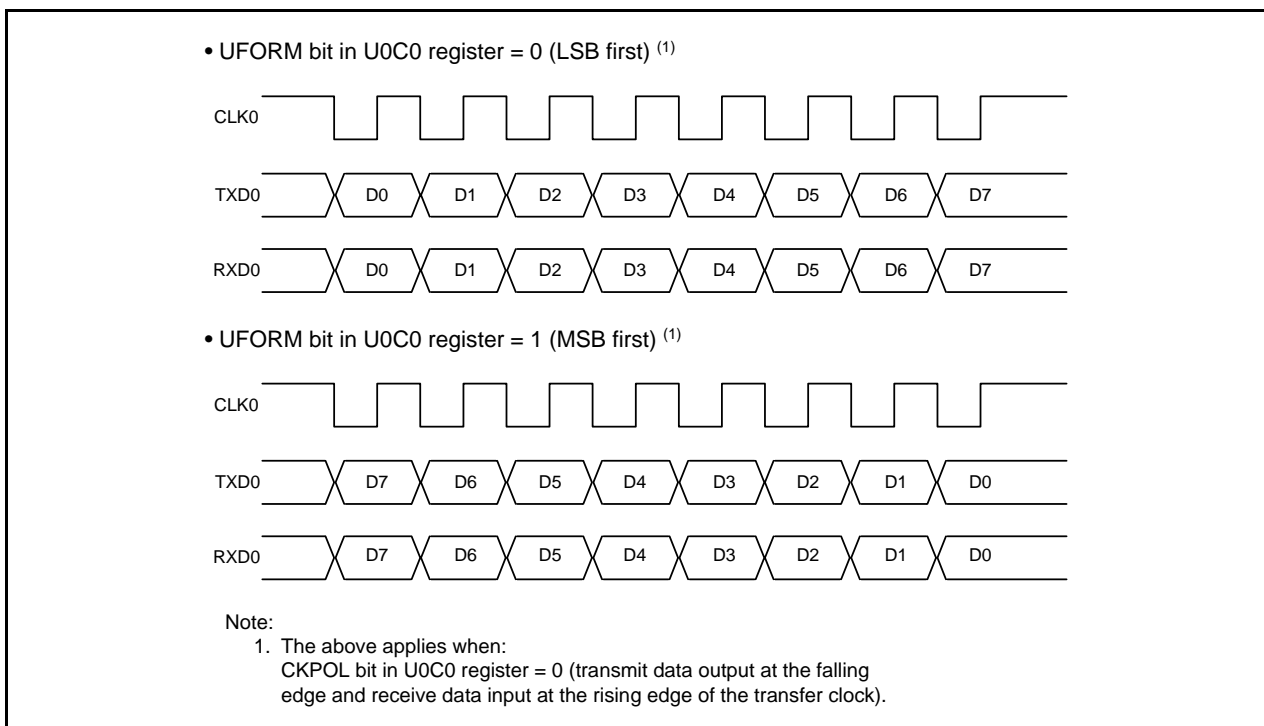 • UFORM bit in U0C0 register = 0 (LSB first) (1)
CLK0
TXD0 D0 D1 D2 D3 D4 D5 D6 D7
RXD0 D0 D1 D2 D3 D4 D5 D6 D7
• UFORM bit in U0C0 register = 1 (MSB first) (1)
CLK0
TXD0 D7 D6 D5 D4 D3 D2 D1 D0
RXD0 D7 D6 D5 D4 D3 D2 D1 D0
Note:
1. The above applies when:
CKPOL bit in U0C0 register = 0 (transmit data output at the falling
edge and receive data input at the rising edge of the transfer clock).